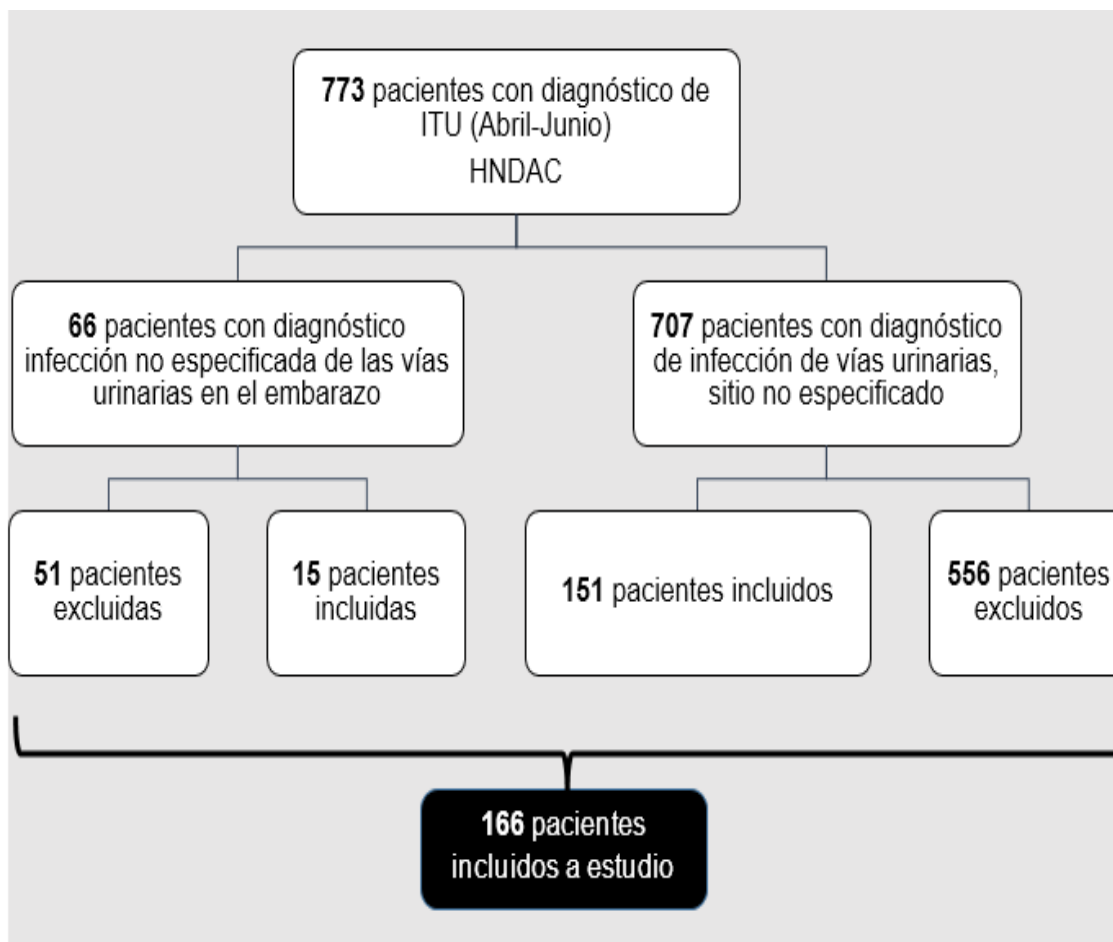 773 pacientes con diagnóstico de
ITU (Abril-Junio)
HNDAC
66 pacientes con diagnóstico
infección no especificada de las vías
urinarias en el embarazo
707 pacientes con diagnóstico
de infección de vías urinarias,
sitio no especificado
51 pacientes
excluidas
15 pacientes
incluidas
151 pacientes incluidos
556 pacientes
excluidos
166 pacientes
incluidos a estudio